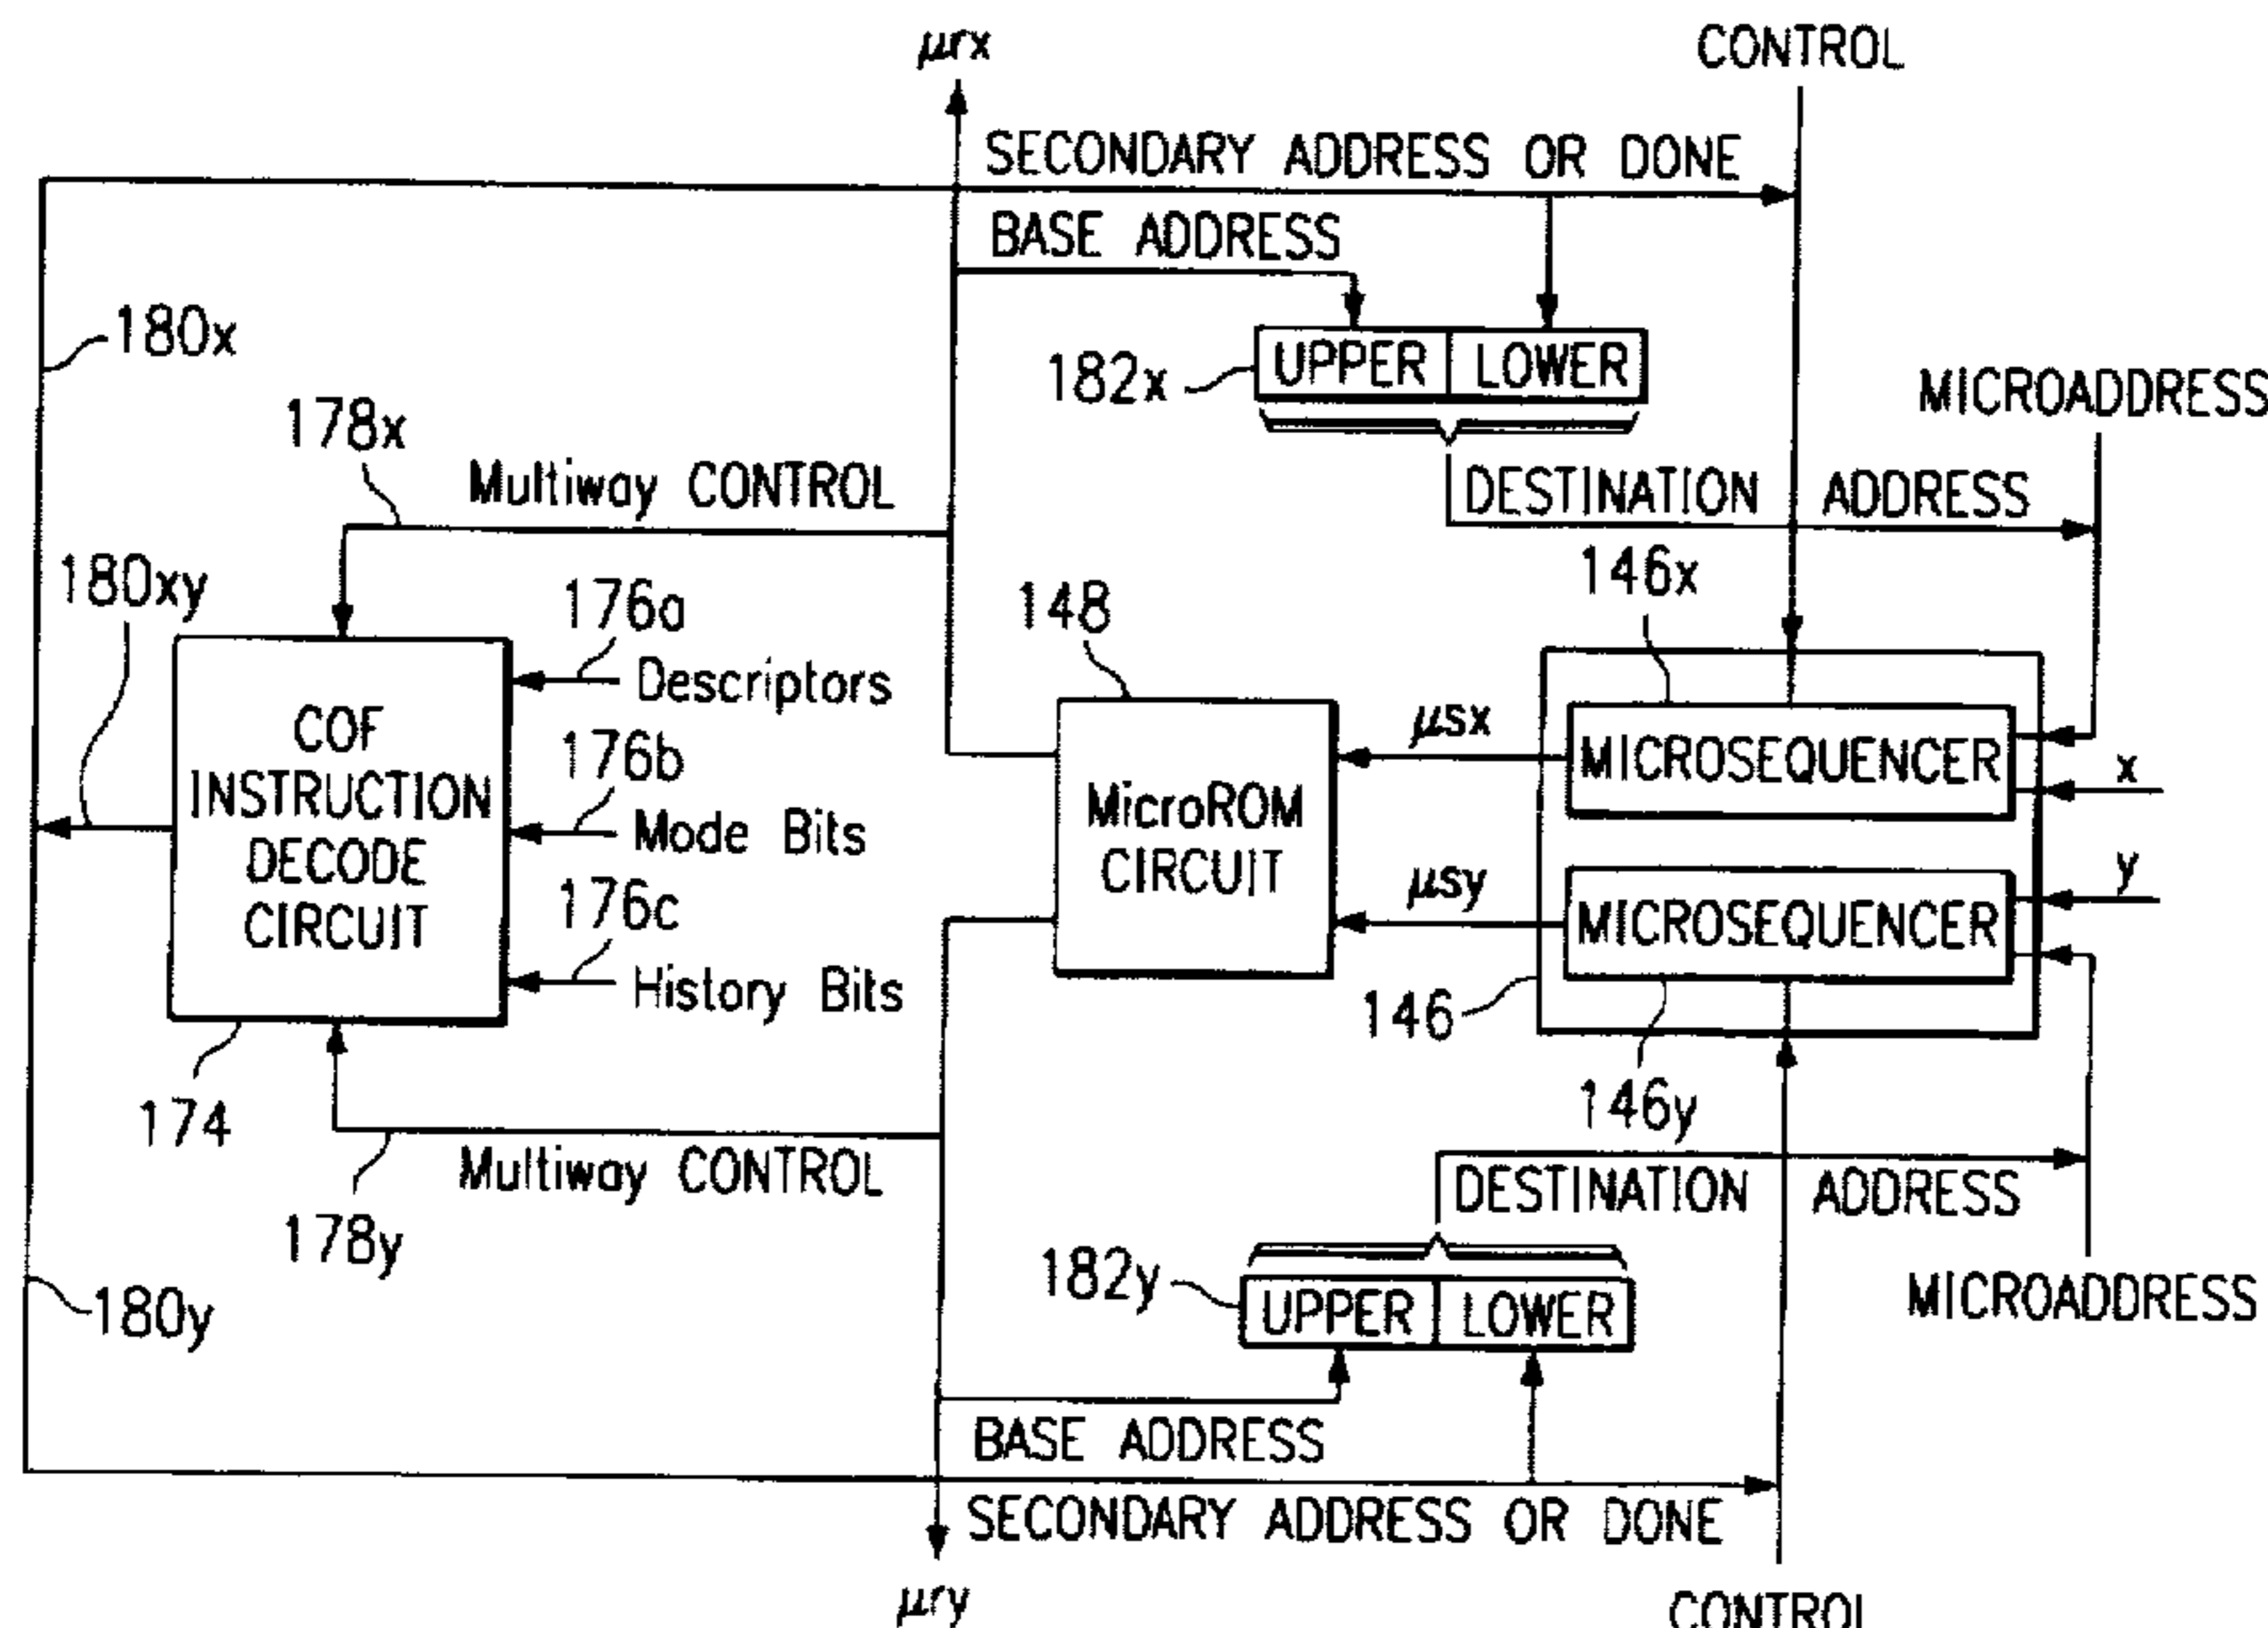 μrx
CONTROL
SECONDARY ADDRESS OR DONE
BASE ADDRESS
180x
182x
UPPER
LOWER
MICROADDRESS
178x
Multiway CONTROL
DESTINATION ADDRESS
180xy
176a
148
146x
Descriptors
COF
INSTRUCTION
DECODE
CIRCUIT
176b
Mode Bits
176c
History Bits
MicroROM
CIRCUIT
μsx
MICROSEQUENCER
x
μsy
MICROSEQUENCER
y
146
174
146y
Multiway CONTROL
178y
DESTINATION ADDRESS
180y
182y
UPPER
LOWER
MICROADDRESS
BASE ADDRESS
SECONDARY ADDRESS OR DONE
μry
CONTROL